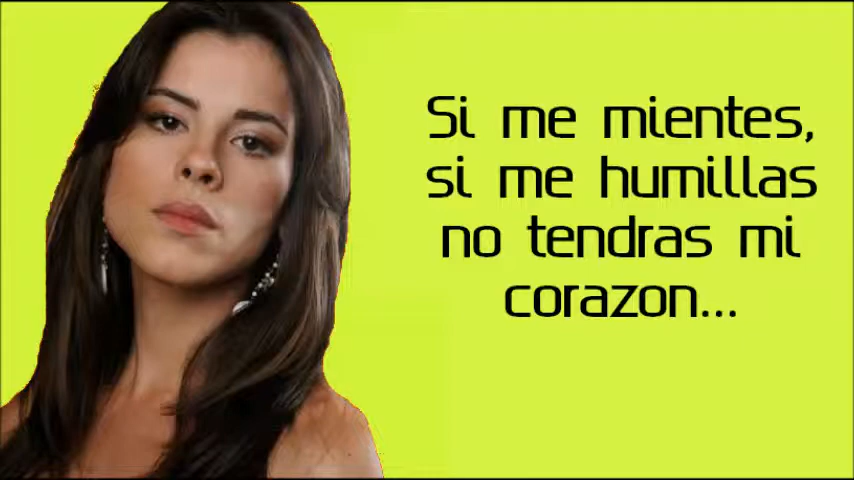 Si me mientes,
si me humillas
no tendras mi
corazon...